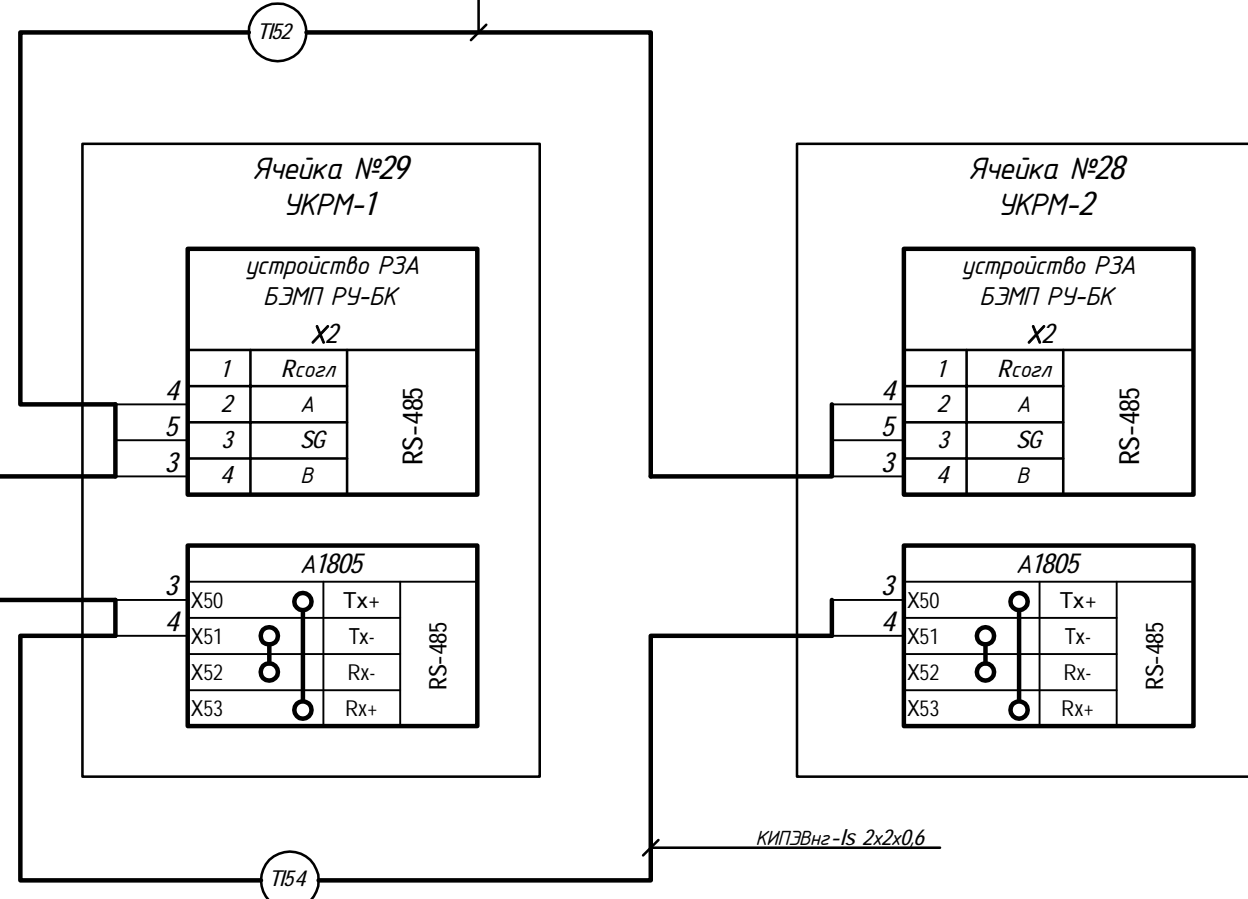 ТI52
Ячейка №29
УКРМ-1
устройство РЗА
БЭМП РУ-БК
X2
1 Rсогл
4
2 A
5
3 SG
3
4 B
RS-485
A1805
3
X50 Tx+
4
X51 Tx-
X52 Rx-
X53 Rx+
RS-485
Ячейка №28
УКРМ-2
устройство РЗА
БЭМП РУ-БК
X2
1 Rсогл
4
2 A
5
3 SG
3
4 B
RS-485
A1805
3
X50 Tx+
4
X51 Tx-
X52 Rx-
X53 Rx+
RS-485
КИПЭВнг-ls 2x2x0,6
ТI54